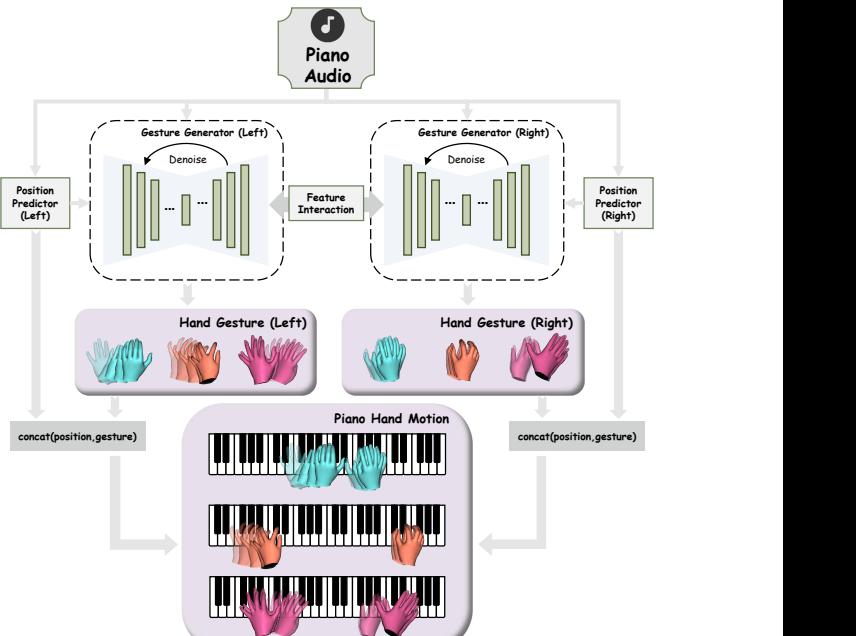 Piano
Audio
Gesture Generator (Left)
Gesture Generator (Right)
Denoise
Denoise
Position
Predictor
(Left)
Feature
Interaction
Position
Predictor
(Right)
Hand Gesture (Left)
Hand Gesture (Right)
concat(position,gesture)
concat(position,gesture)
Piano Hand Motion